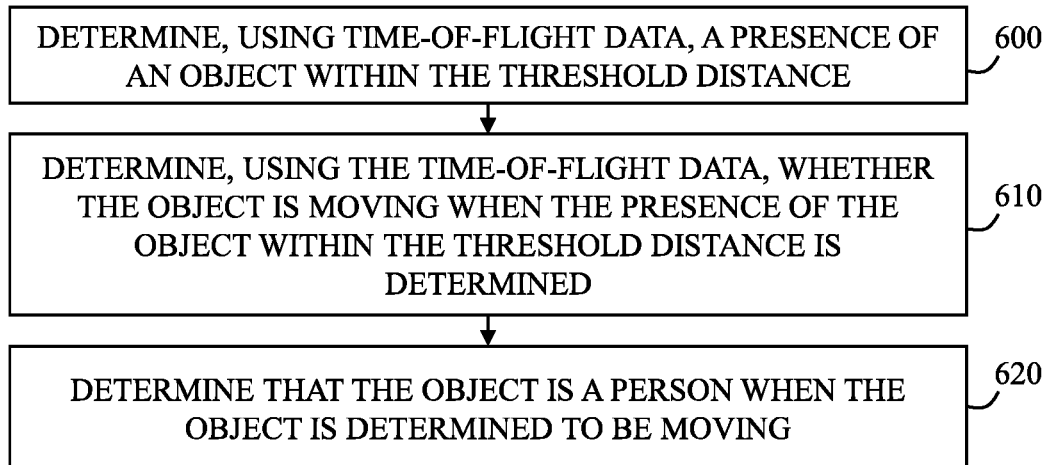 DETERMINE, USING TIME-OF-FLIGHT DATA, A PRESENCE OF
AN OBJECT WITHIN THE THRESHOLD DISTANCE
600
DETERMINE, USING THE TIME-OF-FLIGHT DATA, WHETHER
THE OBJECT IS MOVING WHEN THE PRESENCE OF THE
OBJECT WITHIN THE THRESHOLD DISTANCE IS
DETERMINED
610
DETERMINE THAT THE OBJECT IS A PERSON WHEN THE
OBJECT IS DETERMINED TO BE MOVING
620